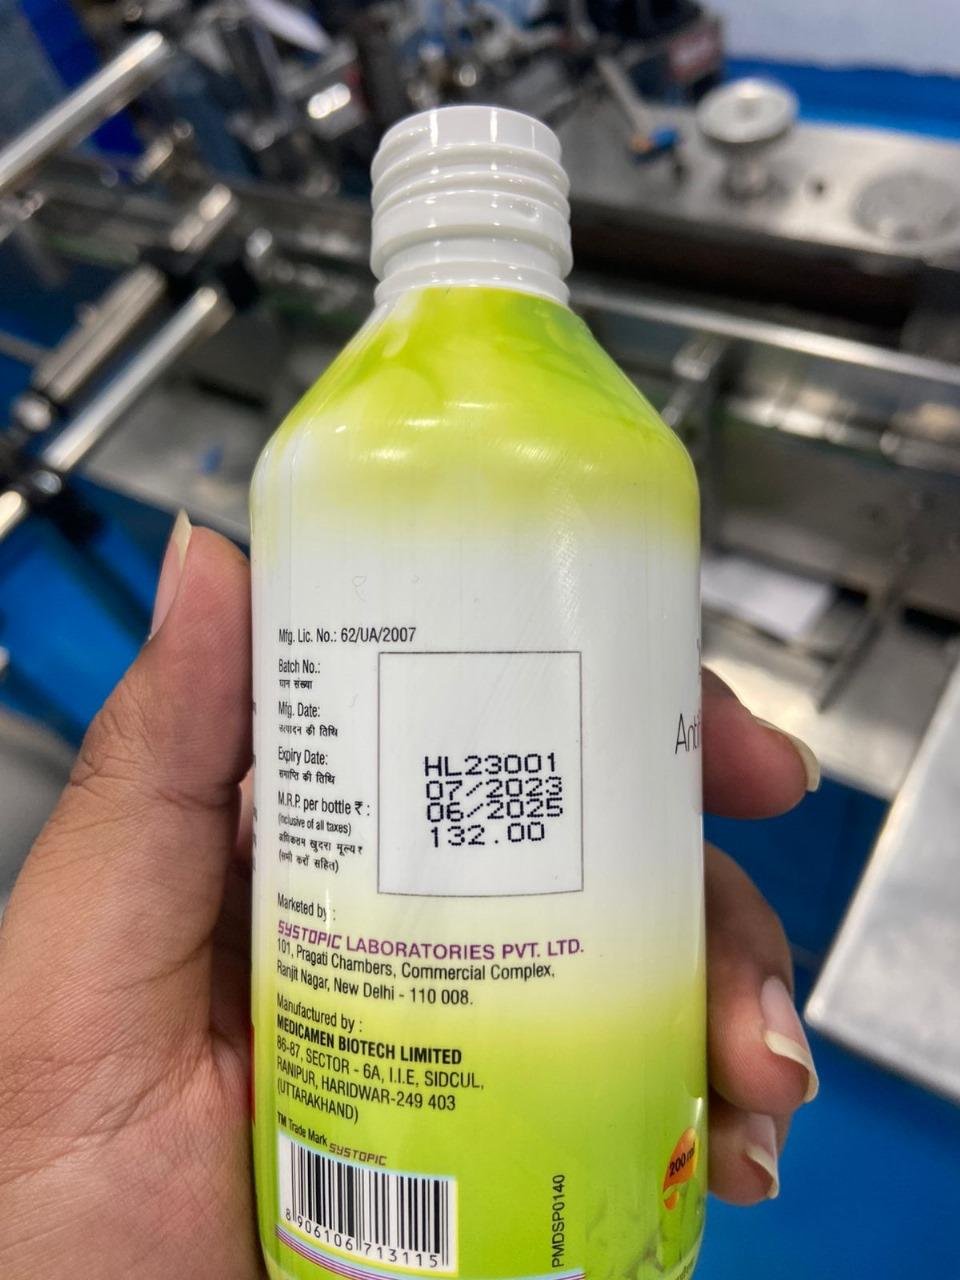 Mfg. Lic. No.: 62/UA/2007
Batch No.:
घान संख्या
Mfg. Date:
उत्पादन की तिथि
Expiry Date:
समाप्ति की तिथि
M.R.P. per bottle ₹ :
(inclusive of all taxes)
अधिकतम खुदरा मूल्य ₹
(सभी करों सहित)
HL23001
07/2023
06/2025
132.00
Marketed by :
SYSTOPIC LABORATORIES PVT. LTD.
101, Pragati Chambers, Commercial Complex,
Ranjit Nagar, New Delhi - 110 008.
Manufactured by :
MEDICAMEN BIOTECH LIMITED
86-87, SECTOR - 6A, I.I.E, SIDCUL,
RANIPUR, HARIDWAR-249 403
(UTTARAKHAND)
TM Trade Mark SYSTOPIC
8 906106 713115
PMDSP0140
200